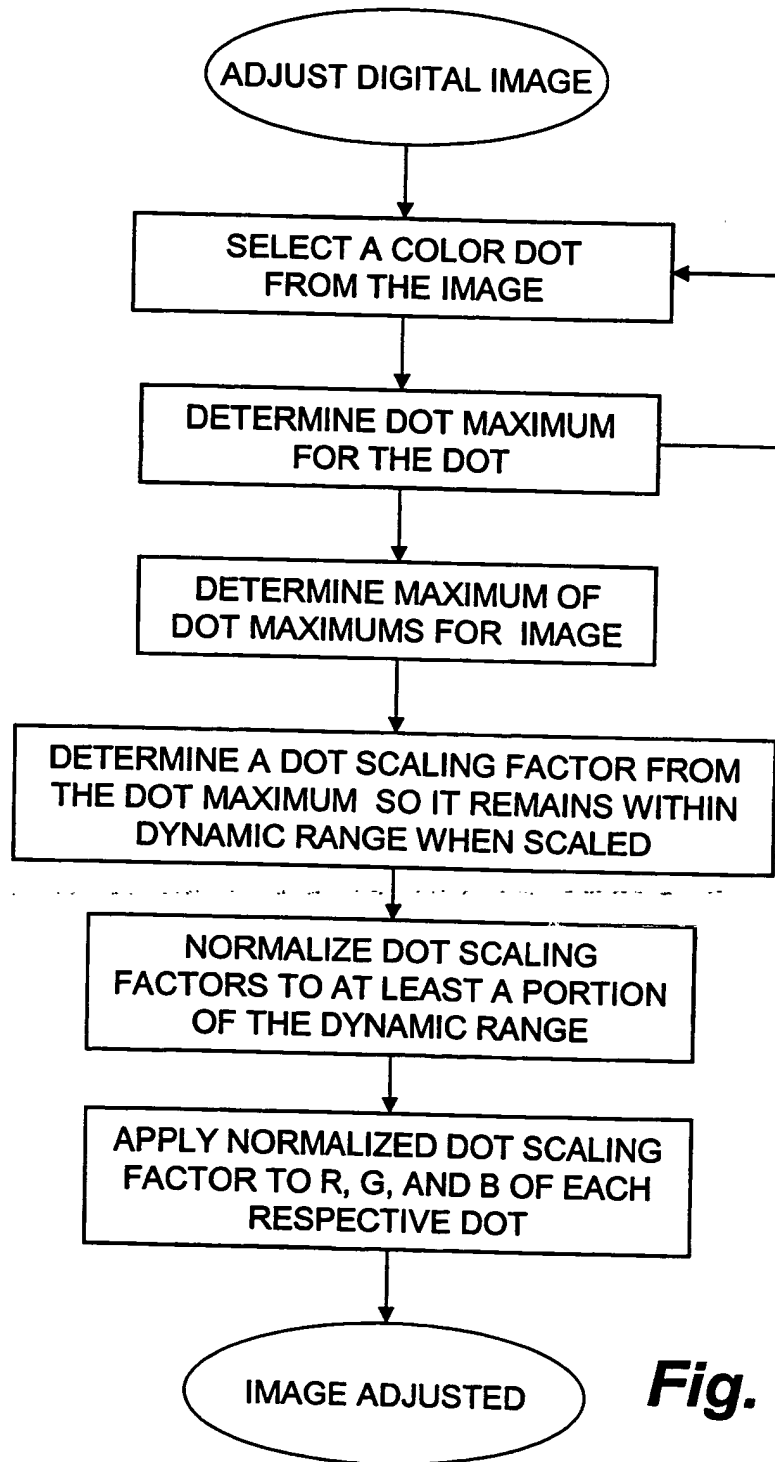 ADJUST DIGITAL IMAGE
SELECT A COLOR DOT
FROM THE IMAGE
DETERMINE DOT MAXIMUM
FOR THE DOT
DETERMINE MAXIMUM OF
DOT MAXIMUMS FOR IMAGE
DETERMINE A DOT SCALING FACTOR FROM
THE DOT MAXIMUM SO IT REMAINS WITHIN
DYNAMIC RANGE WHEN SCALED
NORMALIZE DOT SCALING
FACTORS TO AT LEAST A PORTION
OF THE DYNAMIC RANGE
APPLY NORMALIZED DOT SCALING
FACTOR TO R, G, AND B OF EACH
RESPECTIVE DOT
IMAGE ADJUSTED
Fig.